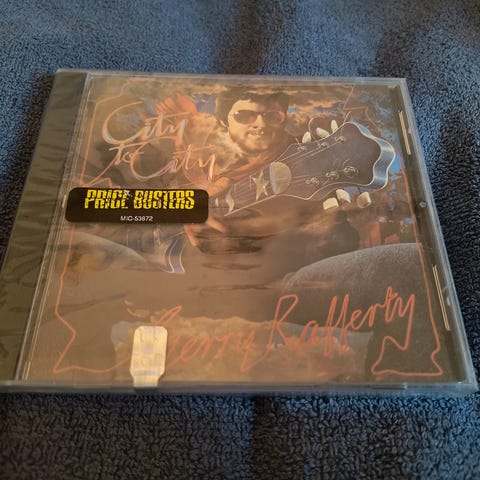 City
to
City
PRICE BUSTERS
MIC-53872
Gerry Rafferty